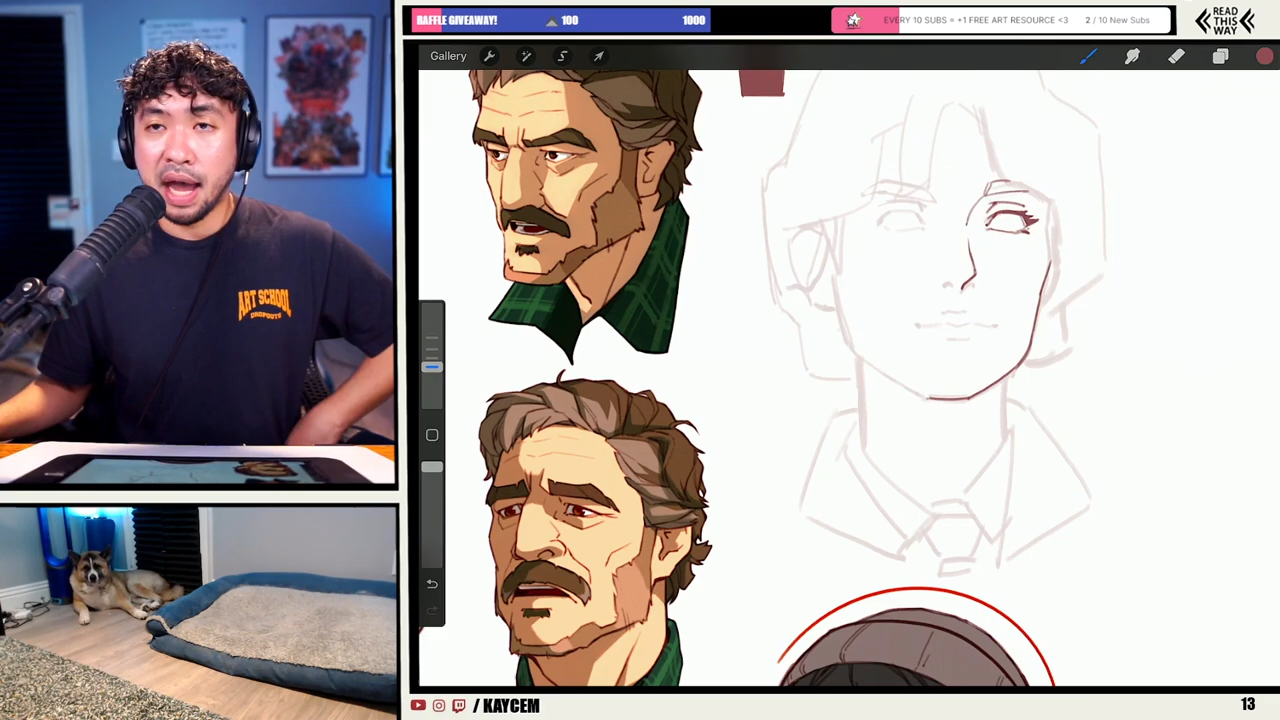 RAFFLE GIVEAWAY! 100 1000
EVERY 10 SUBS = +1 FREE ART RESOURCE <3 2 / 10 New Subs
READ
THIS
WAY
Gallery
ART SCHOOL
DROPOUTS
/ KAYCEM
13